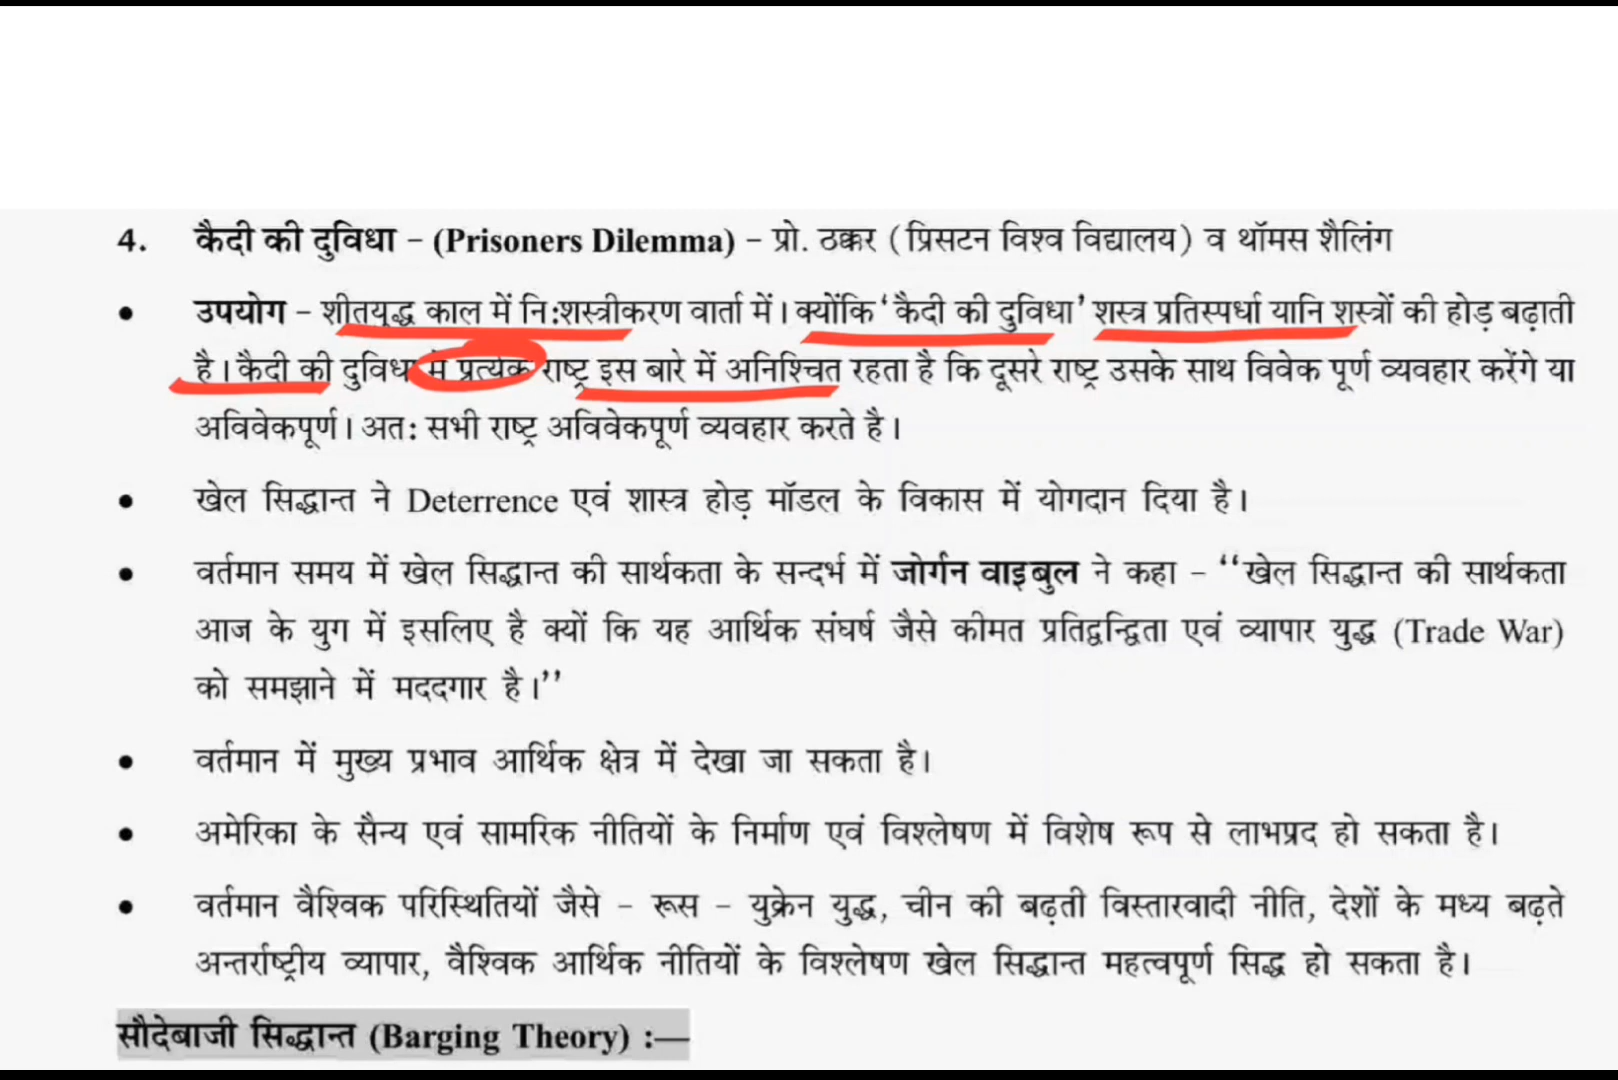 4. कैदी की दुविधा – (Prisoners Dilemma) – प्रो. ठक्कर (प्रिसटन विश्व विद्यालय) व थॉमस शैलिंग
• उपयोग – शीतयुद्ध काल में नि:शस्त्रीकरण वार्ता में। क्योंकि ‘कैदी की दुविधा’ शस्त्र प्रतिस्पर्धा यानि शस्त्रों की होड़ बढ़ाती
है। कैदी की दुविधा में प्रत्येक राष्ट्र इस बारे में अनिश्चित रहता है कि दूसरे राष्ट्र उसके साथ विवेक पूर्ण व्यवहार करेंगे या
अविवेकपूर्ण। अत: सभी राष्ट्र अविवेकपूर्ण व्यवहार करते है।
• खेल सिद्धान्त ने Deterrence एवं शास्त्र होड़ मॉडल के विकास में योगदान दिया है।
• वर्तमान समय में खेल सिद्धान्त की सार्थकता के सन्दर्भ में जोर्गन वाइबुल ने कहा – ‘‘खेल सिद्धान्त की सार्थकता
आज के युग में इसलिए है क्यों कि यह आर्थिक संघर्ष जैसे कीमत प्रतिद्वन्द्विता एवं व्यापार युद्ध (Trade War)
को समझाने में मददगार है।’’
• वर्तमान में मुख्य प्रभाव आर्थिक क्षेत्र में देखा जा सकता है।
• अमेरिका के सैन्य एवं सामरिक नीतियों के निर्माण एवं विश्लेषण में विशेष रूप से लाभप्रद हो सकता है।
• वर्तमान वैश्विक परिस्थितियों जैसे – रूस – युक्रेन युद्ध, चीन की बढ़ती विस्तारवादी नीति, देशों के मध्य बढ़ते
अन्तर्राष्ट्रीय व्यापार, वैश्विक आर्थिक नीतियों के विश्लेषण खेल सिद्धान्त महत्वपूर्ण सिद्ध हो सकता है।
सौदेबाजी सिद्धान्त (Barging Theory) :—